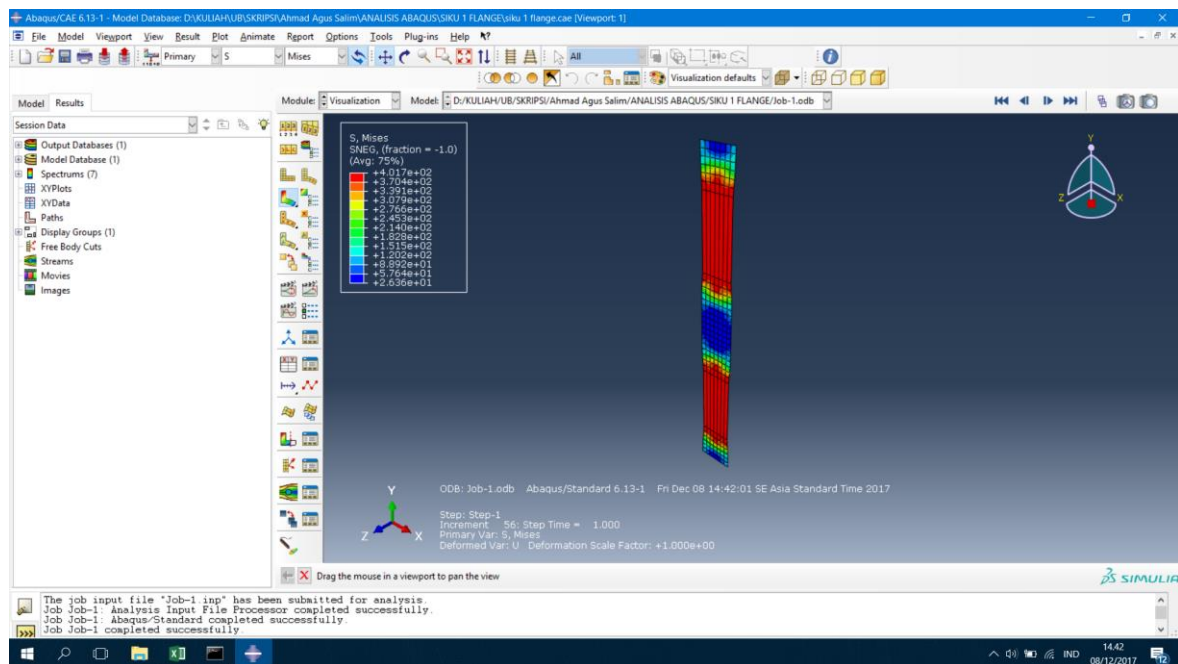 Abaqus/CAE 6.13-1 - Model Database: D:\KULIAH\UB\SKRIPSI\Ahmad Agus Salim\ANALISIS ABAQUS\SIKU 1 FLANGE\siku 1 flange.cae [Viewport: 1]
File Model Viewport View Result Plot Animate Report Options Tools Plug-ins Help
Primary S Mises All
Visualization defaults
Model Results
Module: Visualization Model: D:/KULIAH/UB/SKRIPSI/Ahmad Agus Salim/ANALISIS ABAQUS/SIKU 1 FLANGE/Job-1.odb
Session Data
Output Databases (1)
Model Database (1)
Spectrums (7)
XYPlots
XYData
Paths
Display Groups (1)
Free Body Cuts
Streams
Movies
Images
S, Mises
SNEG, (fraction = -1.0)
(Avg: 75%)
+4.017e+02
+3.704e+02
+3.391e+02
+3.079e+02
+2.766e+02
+2.453e+02
+2.140e+02
+1.828e+02
+1.515e+02
+1.202e+02
+8.892e+01
+5.764e+01
+2.636e+01
Y
Z X
Y
Z X
ODB: Job-1.odb Abaqus/Standard 6.13-1 Fri Dec 08 14:42:01 SE Asia Standard Time 2017
Step: Step-1
Increment 56: Step Time = 1.000
Primary Var: S, Mises
Deformed Var: U Deformation Scale Factor: +1.000e+00
Drag the mouse in a viewport to pan the view
SIMULIA
The job input file "Job-1.inp" has been submitted for analysis.
Job Job-1: Analysis Input File Processor completed successfully.
Job Job-1: Abaqus/Standard completed successfully.
Job Job-1 completed successfully.
IND
14.42
08/12/2017